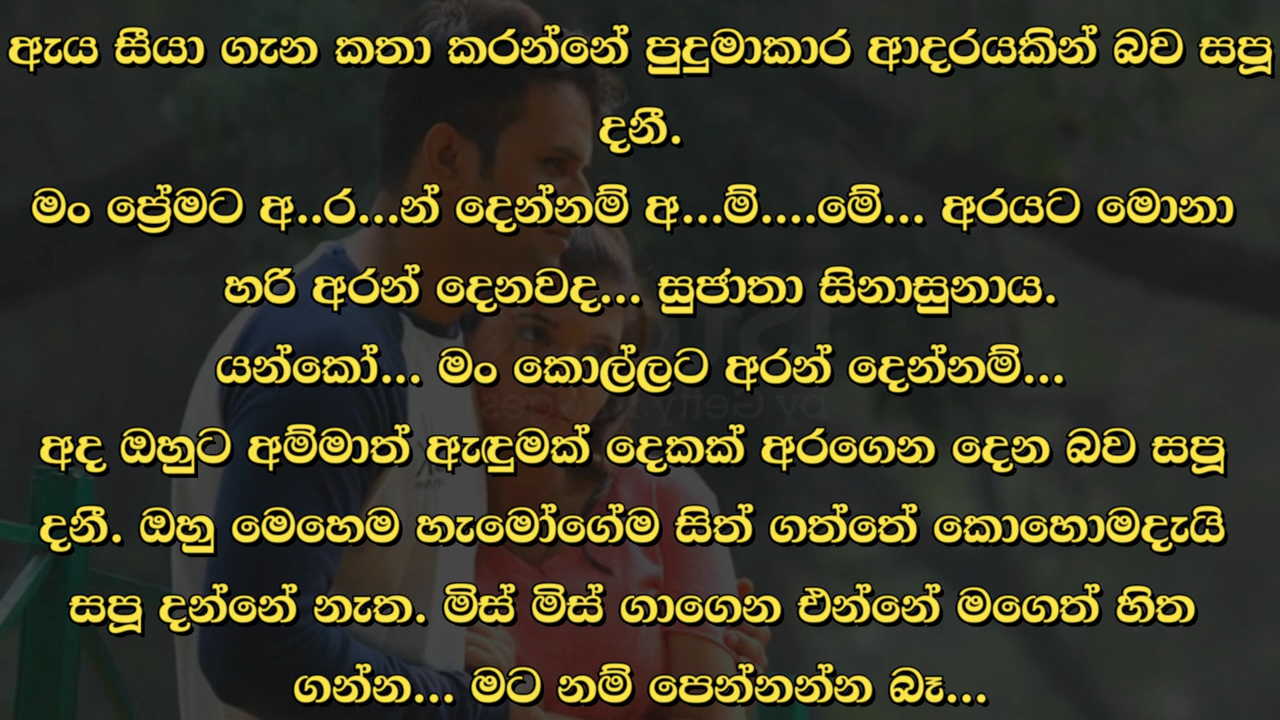 ඇය සීයා ගැන කතා කරන්නේ පුදුමාකාර ආදරයකින් බව සපූ
දනී.
මං ප්‍රේමට අ..ර...න් දෙන්නම් අ...ම්....මේ... අරයට මොනා
හරි අරන් දෙනවද... සුජාතා සිනාසුනාය.
යන්කෝ... මං කොල්ලට අරන් දෙන්නම්...
අද ඔහුට අම්මාත් ඇඳුමක් දෙකක් අරගෙන දෙන බව සපූ
දනී. ඔහු මෙහෙම හැමෝගේම සිත් ගත්තේ කොහොමදැයි
සපූ දන්නේ නැත. මිස් මිස් ගාගෙන එන්නේ මගෙත් හිත
ගන්න... මට නම් පෙන්නන්න බෑ...